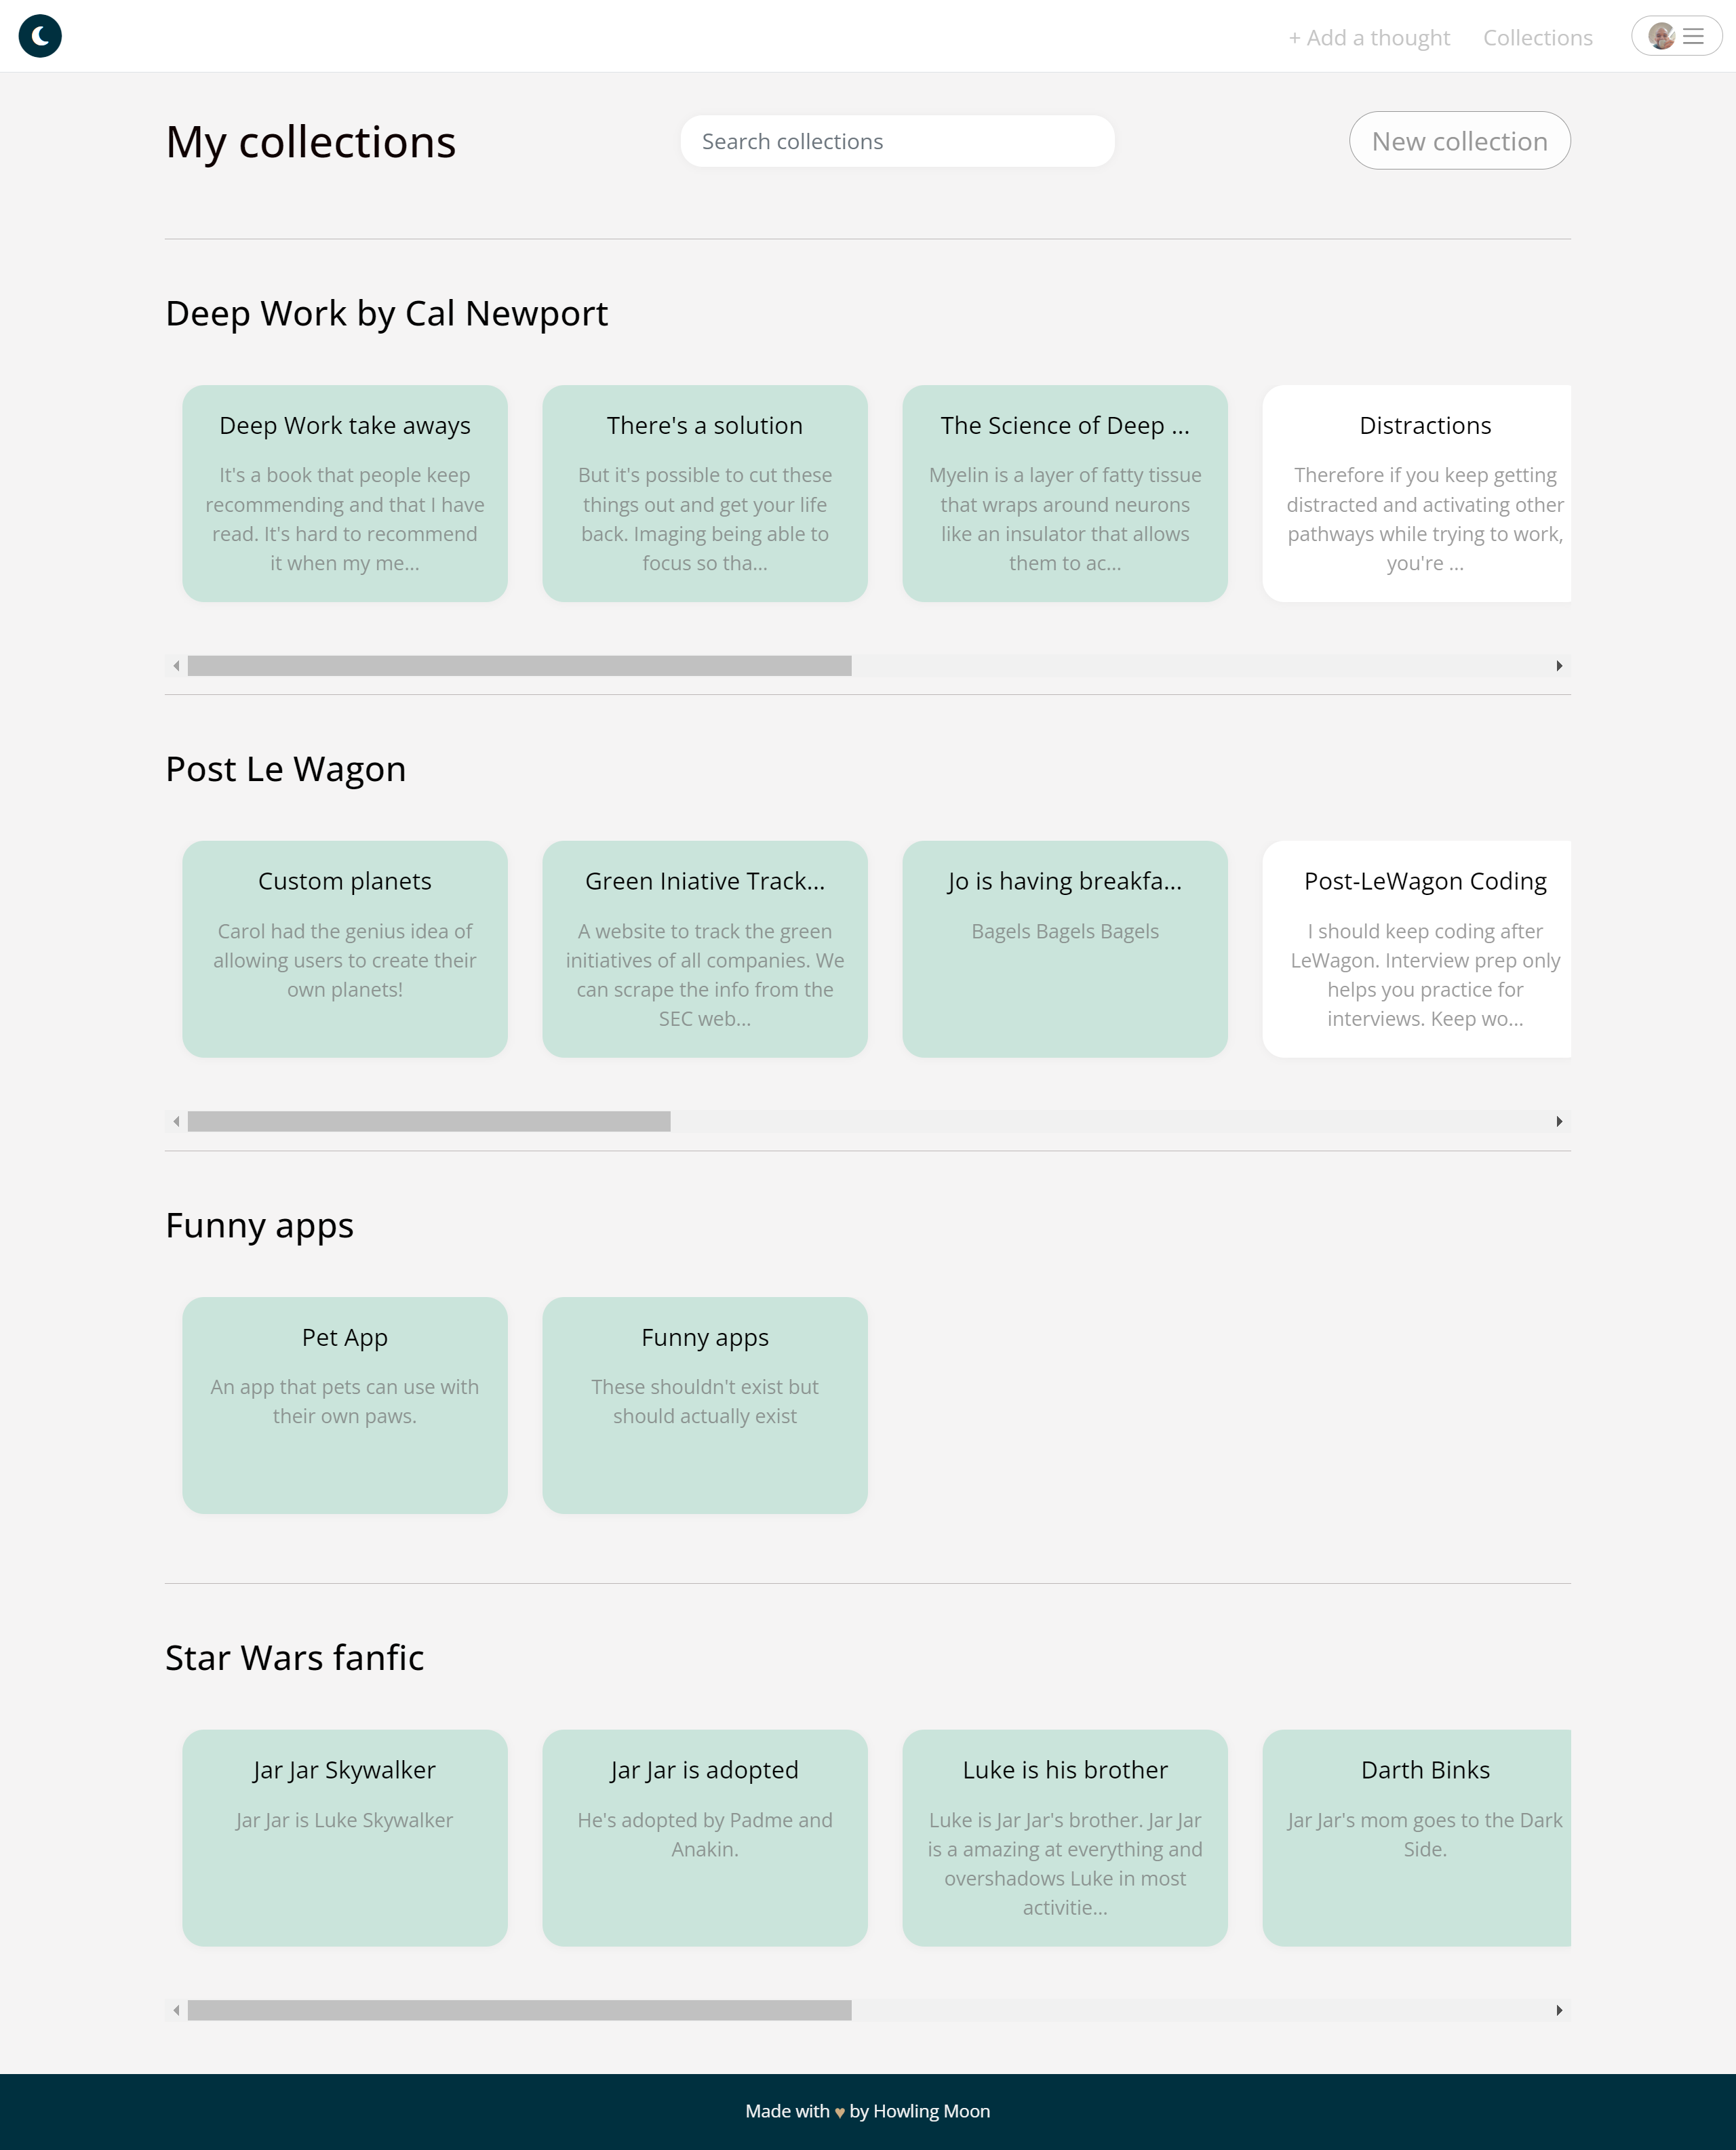 + Add a thought
Collections
My collections
Search collections
New collection
Deep Work by Cal Newport
Deep Work take aways
It's a book that people keep
recommending and that I have
read. It's hard to recommend
it when my me...
There's a solution
But it's possible to cut these
things out and get your life
back. Imaging being able to
focus so tha...
The Science of Deep ...
Myelin is a layer of fatty tissue
that wraps around neurons
like an insulator that allows
them to ac...
Distractions
Therefore if you keep getting
distracted and activating other
pathways while trying to work,
you're ...
Post Le Wagon
Custom planets
Carol had the genius idea of
allowing users to create their
own planets!
Green Iniative Track...
A website to track the green
initiatives of all companies. We
can scrape the info from the
SEC web...
Jo is having breakfa...
Bagels Bagels Bagels
Post-LeWagon Coding
I should keep coding after
LeWagon. Interview prep only
helps you practice for
interviews. Keep wo...
Funny apps
Pet App
An app that pets can use with
their own paws.
Funny apps
These shouldn't exist but
should actually exist
Star Wars fanfic
Jar Jar Skywalker
Jar Jar is Luke Skywalker
Jar Jar is adopted
He's adopted by Padme and
Anakin.
Luke is his brother
Luke is Jar Jar's brother. Jar Jar
is a amazing at everything and
overshadows Luke in most
activitie...
Darth Binks
Jar Jar's mom goes to the Dark
Side.
Made with ♥ by Howling Moon